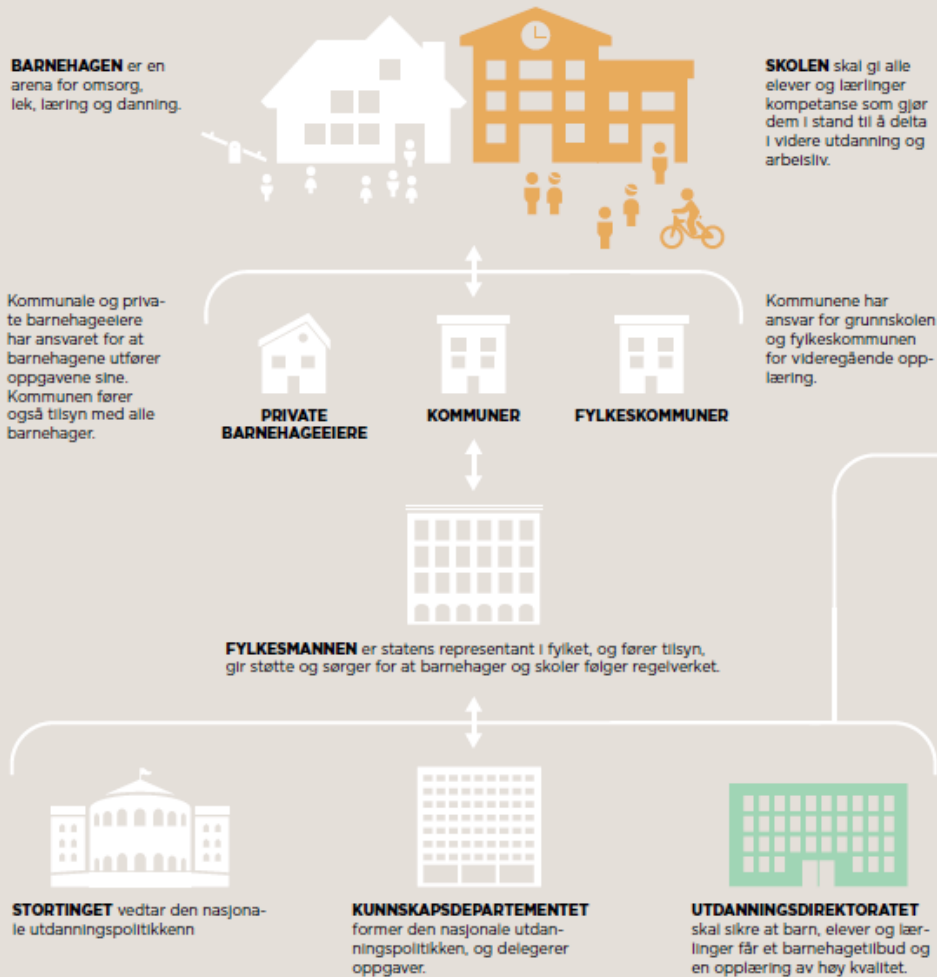 BARNEHAGEN er en
arena for omsorg,
lek, læring og danning.
SKOLEN skal gi alle
elever og lærlinger
kompetanse som gjør
dem i stand til å delta
i videre utdanning og
arbeisliv.
Kommunale og priva-
te barnehageeiere
har ansvaret for at
barnehagene utfører
oppgavene sine.
Kommunen fører
også tilsyn med alle
barnehager.
PRIVATE
BARNEHAGEEIERE
KOMMUNER
FYLKESKOMMUNER
Kommunene har
ansvar for grunnskolen
og fylkeskommunen
for videregående opp-
læring.
FYLKESMANNEN er statens representant i fylket, og fører tilsyn,
gir støtte og sørger for at barnehager og skoler følger regelverket.
STORTINGET vedtar den nasjona-
le utdanningspolitikkenn
KUNNSKAPSDEPARTEMENTET
former den nasjonale utdan-
ningspolitikken, og delegerer
oppgaver.
UTDANNINGSDIREKTORATET
skal sikre at barn, elever og lær-
linger får et barnehagetilbud og
en opplæring av høy kvalitet.